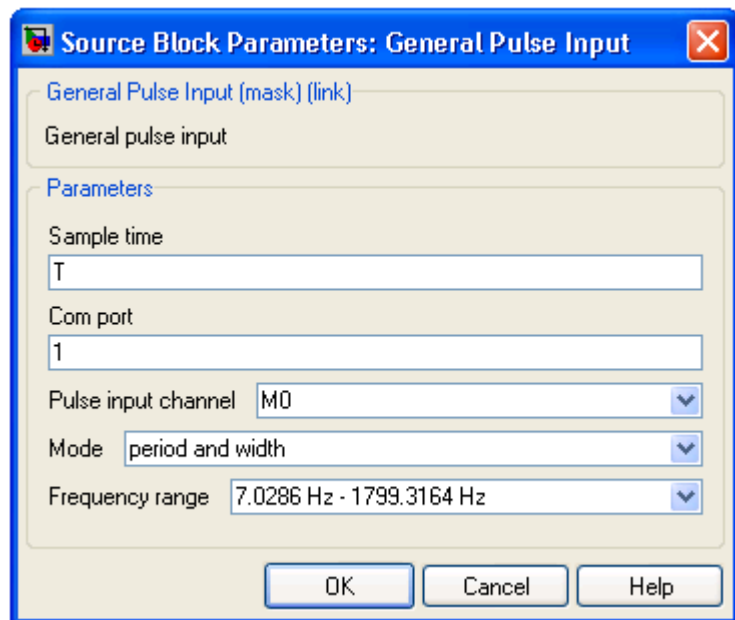 Source Block Parameters: General Pulse Input
General Pulse Input (mask) (link)
General pulse input
Parameters
Sample time
T
Com port
1
Pulse input channel M0
Mode period and width
Frequency range 7.0286 Hz - 1799.3164 Hz
OK Cancel Help